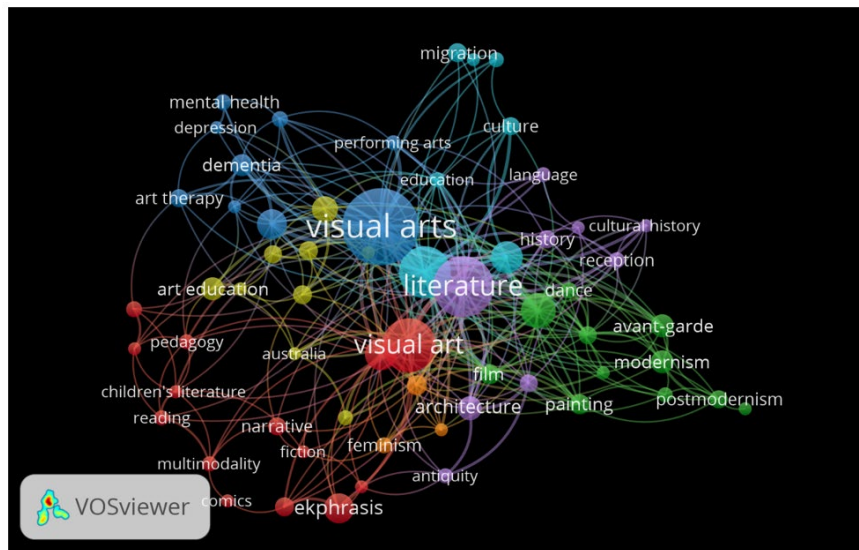 migration
mental health
depression
culture
performing arts
dementia
education
language
art therapy
visual arts
cultural history
history
reception
literature
art education
dance
avant-garde
pedagogy
visual art
australia
modernism
film
children's literature
postmodernism
architecture
painting
reading
narrative
feminism
fiction
multimodality
antiquity
comics
ekphrasis
VOSviewer